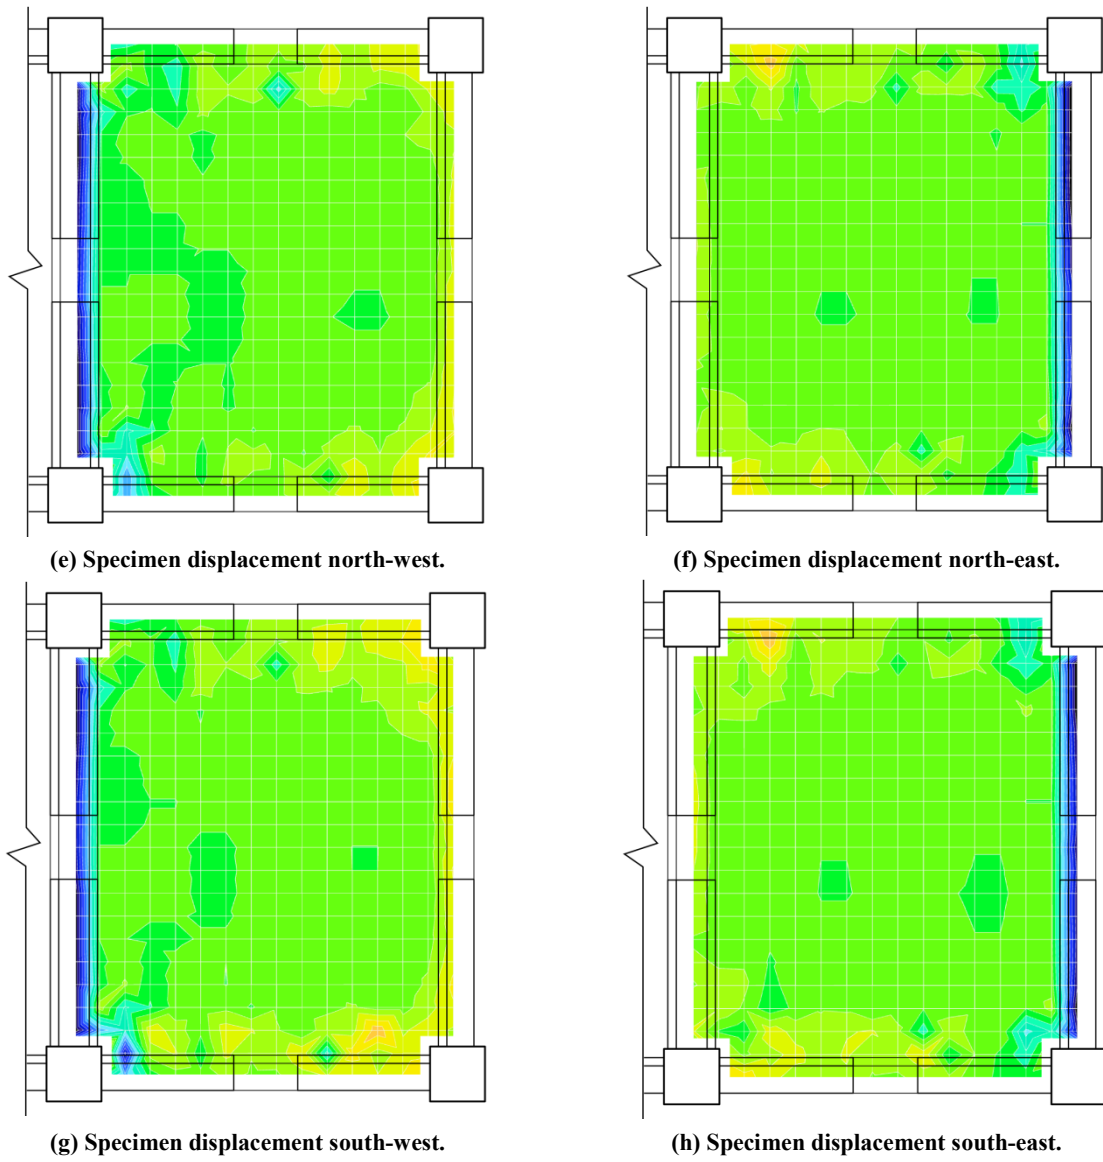 (e) Specimen displacement north-west.
(f) Specimen displacement north-east.
(g) Specimen displacement south-west.
(h) Specimen displacement south-east.